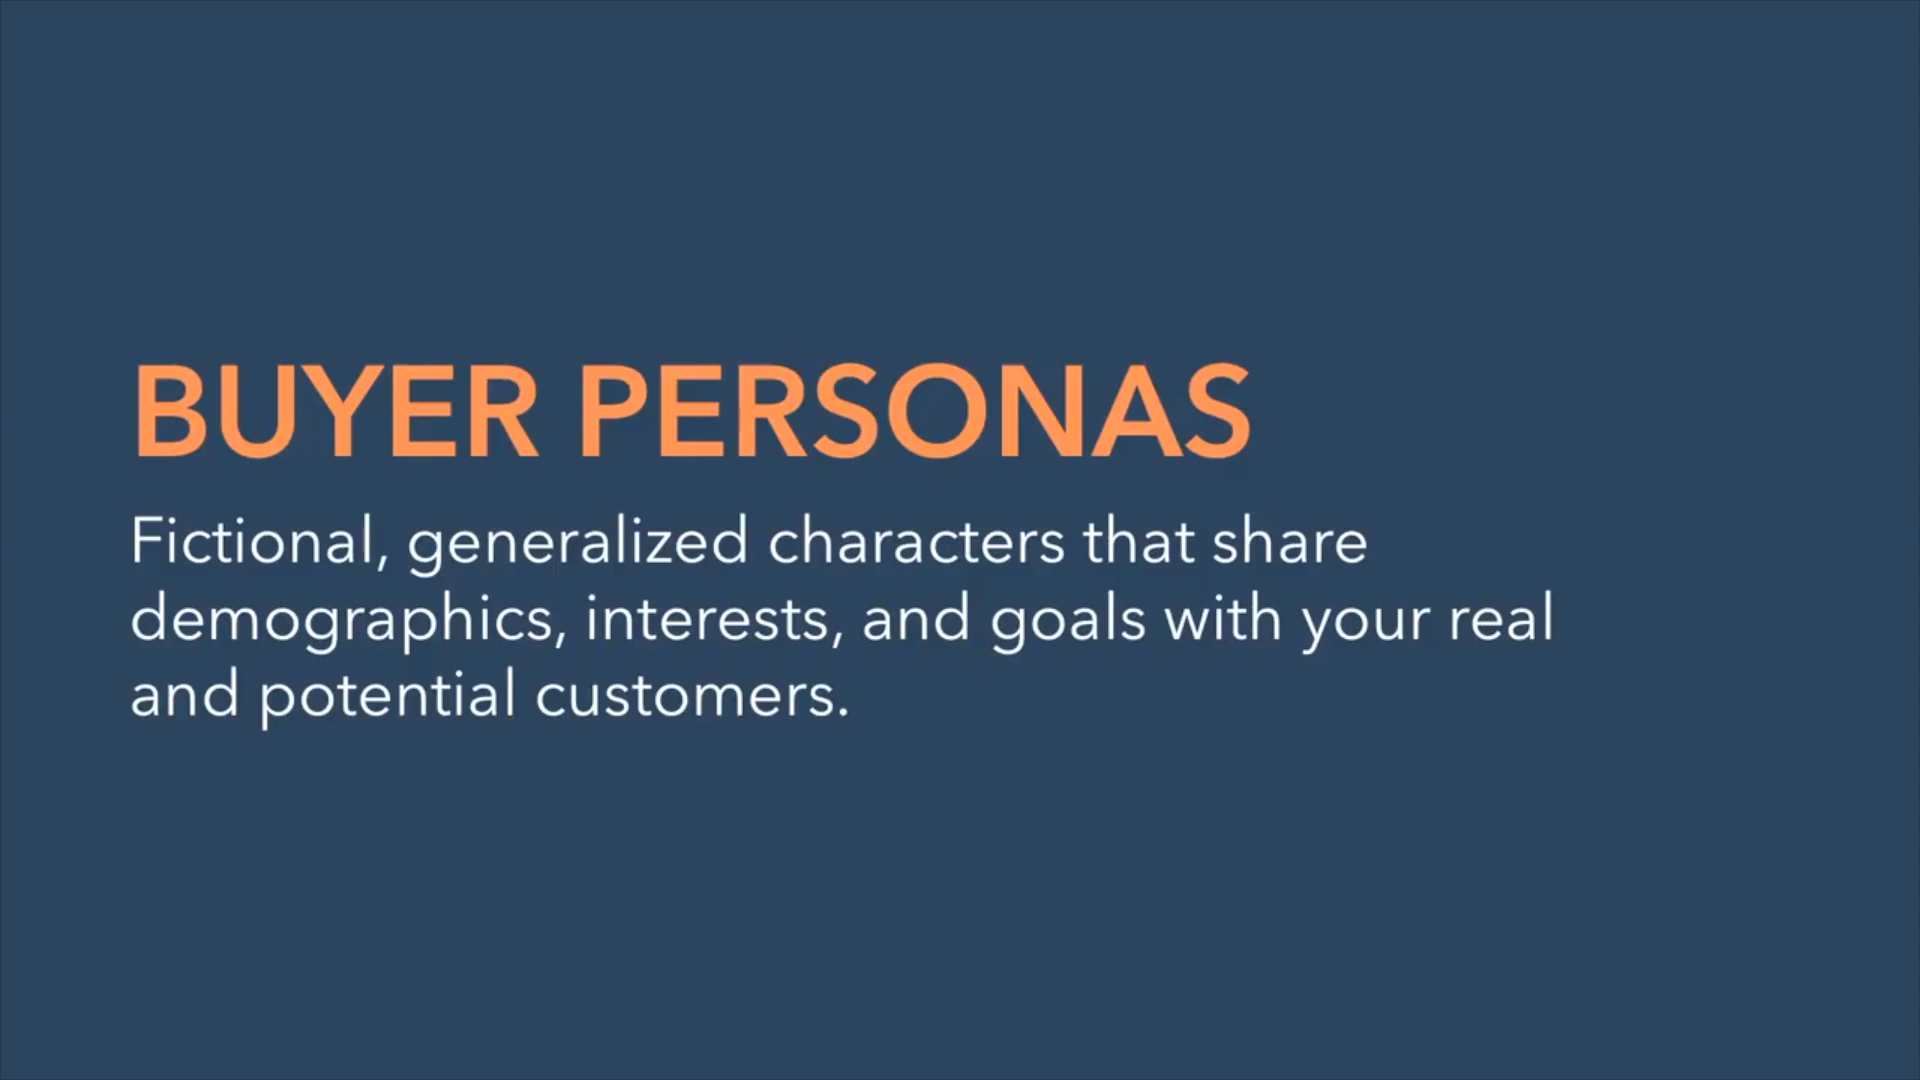 BUYER PERSONAS
Fictional, generalized characters that share
demographics, interests, and goals with your real
and potential customers.